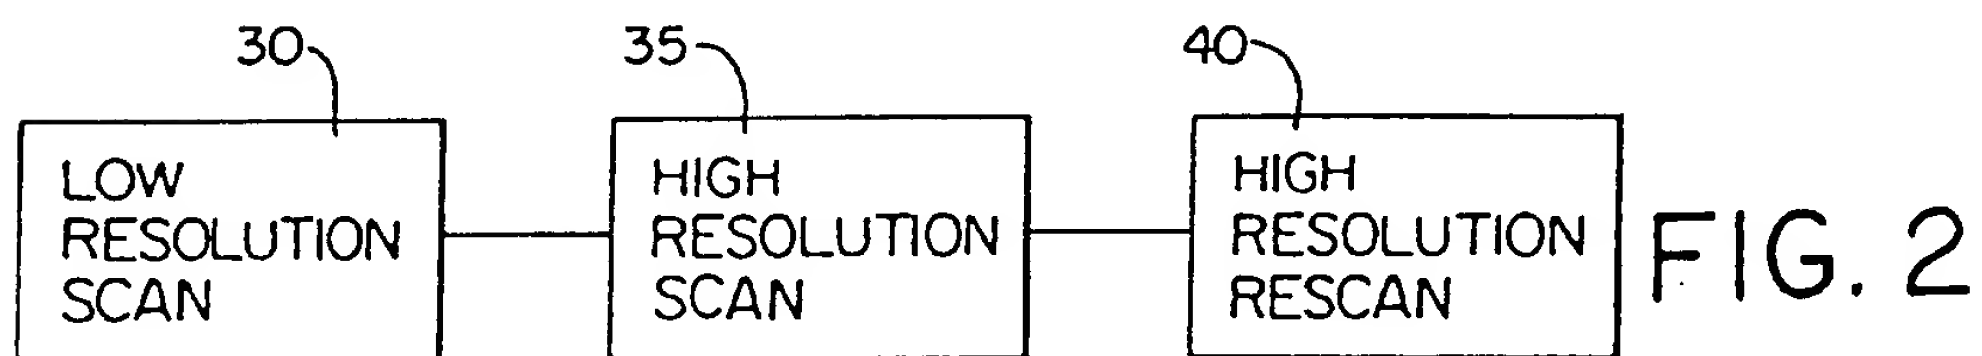 30
35
40
LOW
RESOLUTION
SCAN
HIGH
RESOLUTION
SCAN
HIGH
RESOLUTION
RESCAN
FIG. 2